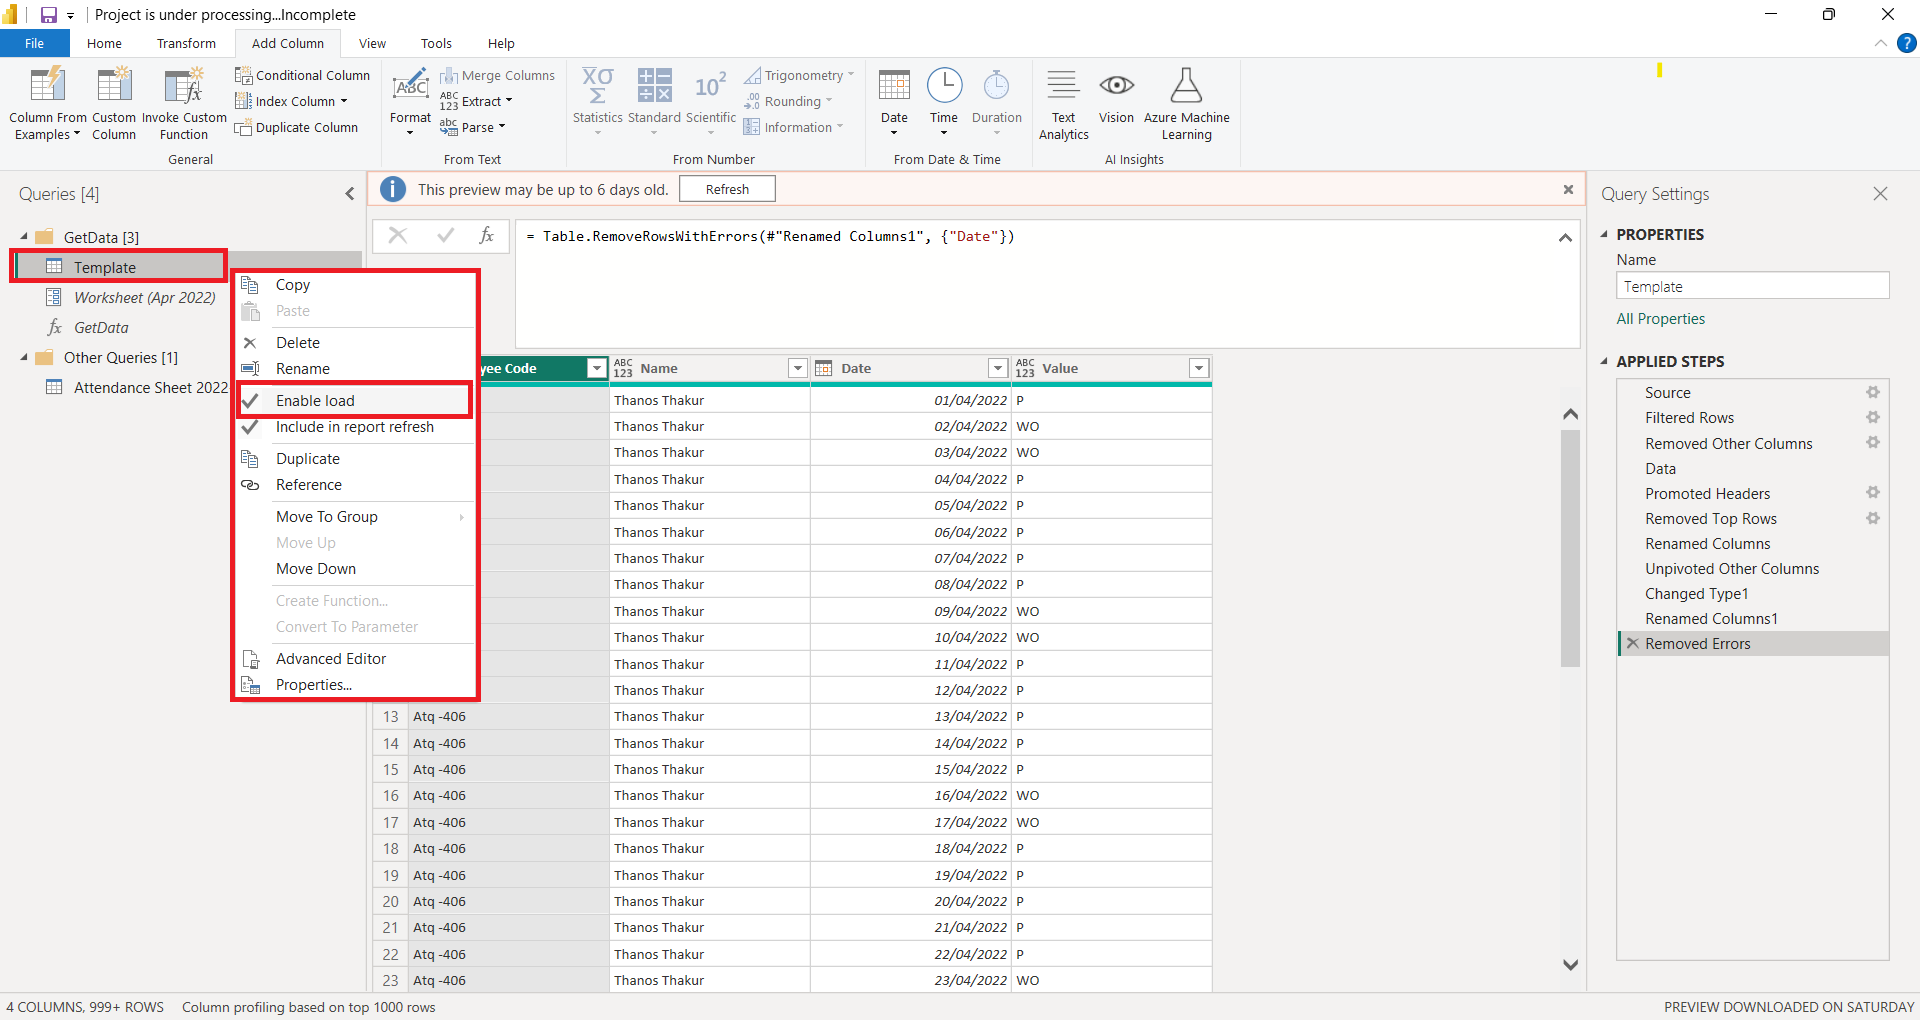 Project is under processing...Incomplete
File Home Transform Add Column View Tools Help
Column From Examples
Custom Column
Invoke Custom Function
Conditional Column
Index Column
Duplicate Column
General
Format
Merge Columns
ABC 123 Extract
abc Parse
From Text
Statistics
Standard
10² Scientific
Trigonometry
Rounding
Information
From Number
Date
Time
Duration
From Date & Time
Text Analytics
Vision
Azure Machine Learning
AI Insights
Queries [4]
GetData [3]
Template
Worksheet (Apr 2022)
fx GetData
Other Queries [1]
Attendance Sheet 2022
Copy
Paste
Delete
Rename
Enable load
Include in report refresh
Duplicate
Reference
Move To Group
Move Up
Move Down
Create Function...
Convert To Parameter
Advanced Editor
Properties...
This preview may be up to 6 days old. Refresh
fx = Table.RemoveRowsWithErrors(#"Renamed Columns1", {"Date"})
yee Code ABC 123 Name Date ABC 123 Value
Thanos Thakur 01/04/2022 P
Thanos Thakur 02/04/2022 WO
Thanos Thakur 03/04/2022 WO
Thanos Thakur 04/04/2022 P
Thanos Thakur 05/04/2022 P
Thanos Thakur 06/04/2022 P
Thanos Thakur 07/04/2022 P
Thanos Thakur 08/04/2022 P
Thanos Thakur 09/04/2022 WO
Thanos Thakur 10/04/2022 WO
Thanos Thakur 11/04/2022 P
Thanos Thakur 12/04/2022 P
13 Atq -406 Thanos Thakur 13/04/2022 P
14 Atq -406 Thanos Thakur 14/04/2022 P
15 Atq -406 Thanos Thakur 15/04/2022 P
16 Atq -406 Thanos Thakur 16/04/2022 WO
17 Atq -406 Thanos Thakur 17/04/2022 WO
18 Atq -406 Thanos Thakur 18/04/2022 P
19 Atq -406 Thanos Thakur 19/04/2022 P
20 Atq -406 Thanos Thakur 20/04/2022 P
21 Atq -406 Thanos Thakur 21/04/2022 P
22 Atq -406 Thanos Thakur 22/04/2022 P
23 Atq -406 Thanos Thakur 23/04/2022 WO
Query Settings
PROPERTIES
Name
Template
All Properties
APPLIED STEPS
Source
Filtered Rows
Removed Other Columns
Data
Promoted Headers
Removed Top Rows
Renamed Columns
Unpivoted Other Columns
Changed Type1
Renamed Columns1
Removed Errors
4 COLUMNS, 999+ ROWS Column profiling based on top 1000 rows
PREVIEW DOWNLOADED ON SATURDAY